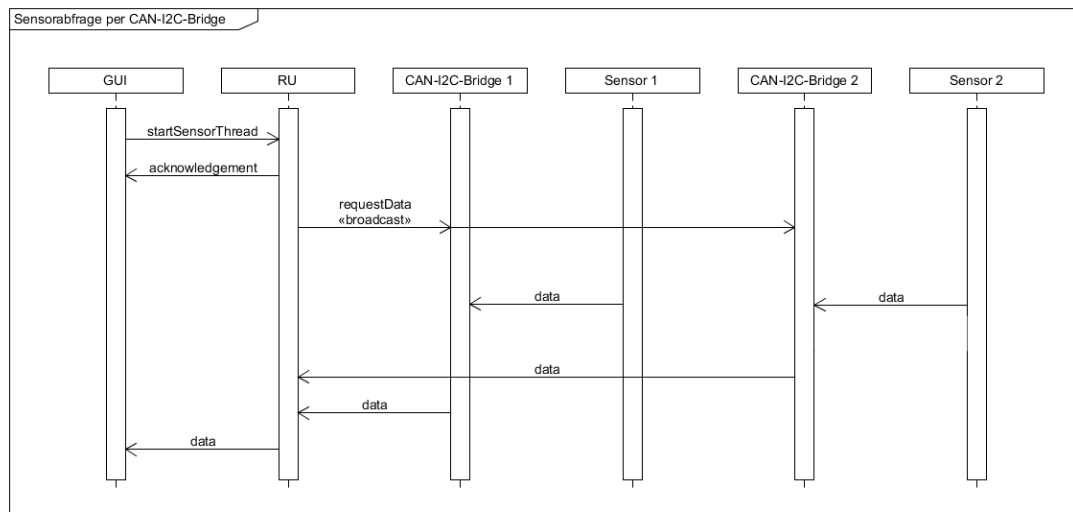 Sensorabfrage per CAN-I2C-Bridge
GUI
RU
CAN-I2C-Bridge 1
Sensor 1
CAN-I2C-Bridge 2
Sensor 2
startSensorThread
acknowledgement
requestData
«broadcast»
data
data
data
data
data